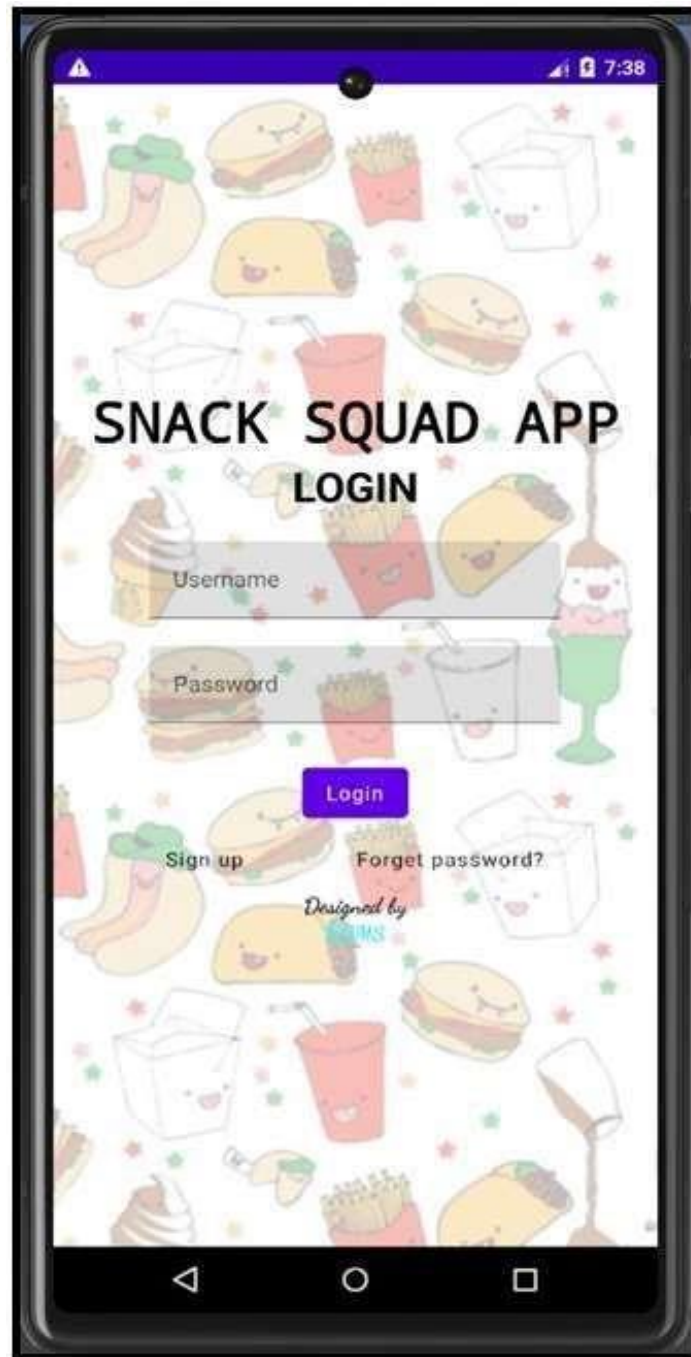 7:38
SNACK SQUAD APP
LOGIN
Username
Password
Login
Sign up Forget password?
Designed by